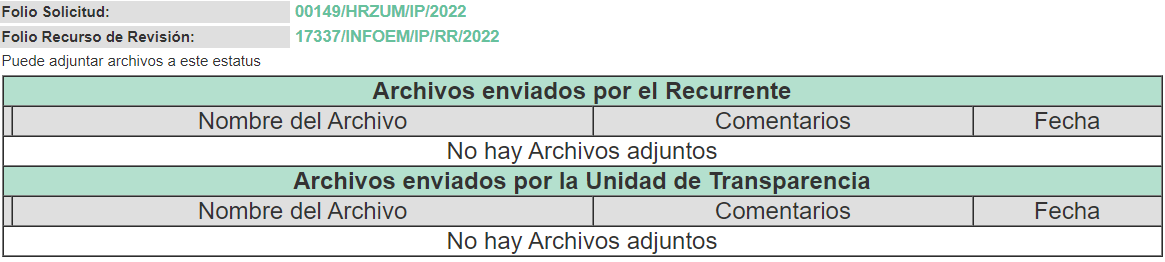 Folio Solicitud: 00149/HRZUM/IP/2022
Folio Recurso de Revisión: 17337/INFOEM/IP/RR/2022
Puede adjuntar archivos a este estatus
Archivos enviados por el Recurrente
Nombre del Archivo Comentarios Fecha
No hay Archivos adjuntos
Archivos enviados por la Unidad de Transparencia
Nombre del Archivo Comentarios Fecha
No hay Archivos adjuntos